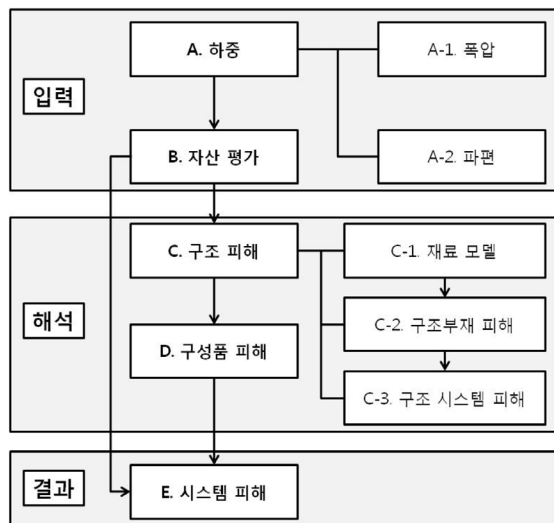 입력
A. 하중
A-1. 폭압
A-2. 파편
B. 자산 평가
해석
C. 구조 피해
C-1. 재료 모델
C-2. 구조부재 피해
C-3. 구조 시스템 피해
D. 구성품 피해
결과
E. 시스템 피해